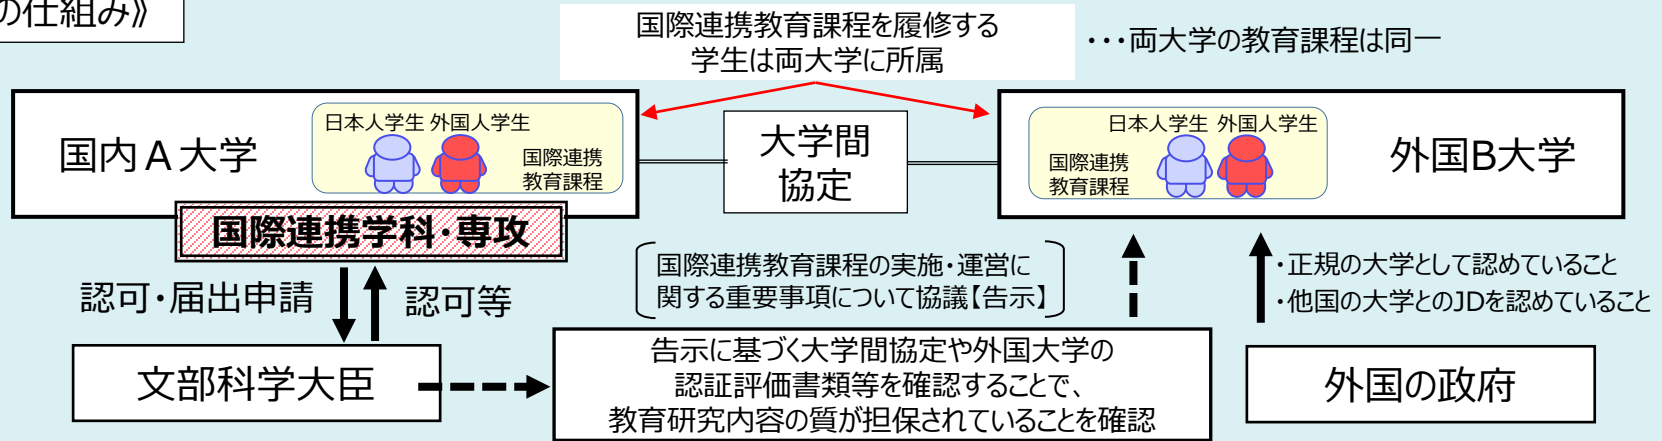 の仕組み》
国際連携教育課程を履修する
学生は両大学に所属
・・・両大学の教育課程は同一
国内A大学
日本人学生 外国人学生
国際連携
教育課程
国際連携学科・専攻
大学間
協定
日本人学生 外国人学生
国際連携
教育課程
外国B大学
国際連携教育課程の実施・運営に
関する重要事項について協議【告示】
・正規の大学として認めていること
・他国の大学とのJDを認めていること
認可・届出申請
認可等
文部科学大臣
告示に基づく大学間協定や外国大学の
認証評価書類等を確認することで、
教育研究内容の質が担保されていることを確認
外国の政府